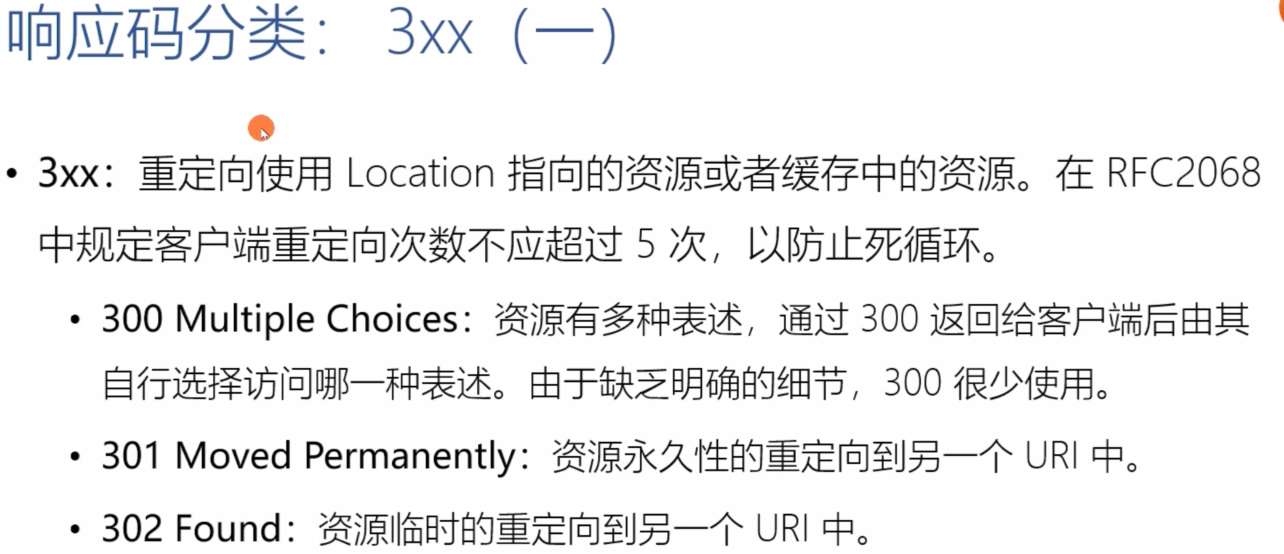 响应码分类： 3xx（一）
• 3xx：重定向使用 Location 指向的资源或者缓存中的资源。在 RFC2068
中规定客户端重定向次数不应超过 5 次，以防止死循环。
• 300 Multiple Choices：资源有多种表述，通过 300 返回给客户端后由其
自行选择访问哪一种表述。由于缺乏明确的细节，300 很少使用。
• 301 Moved Permanently：资源永久性的重定向到另一个 URI 中。
• 302 Found：资源临时的重定向到另一个 URI 中。